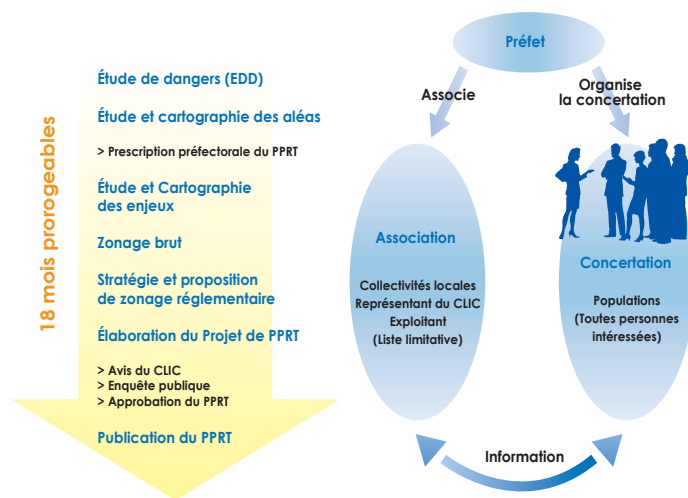 18 mois prorogeables
Étude de dangers (EDD)
Étude et cartographie des aléas
> Prescription préfectorale du PPRT
Étude et Cartographie
des enjeux
Zonage brut
Stratégie et proposition
de zonage réglementaire
Élaboration du Projet de PPRT
> Avis du CLIC
> Enquête publique
> Approbation du PPRT
Publication du PPRT
Préfet
Associe
Organise
la concertation
Association
Collectivités locales
Représentant du CLIC
Exploitant
(Liste limitative)
Concertation
Populations
(Toutes personnes
intéressées)
Information